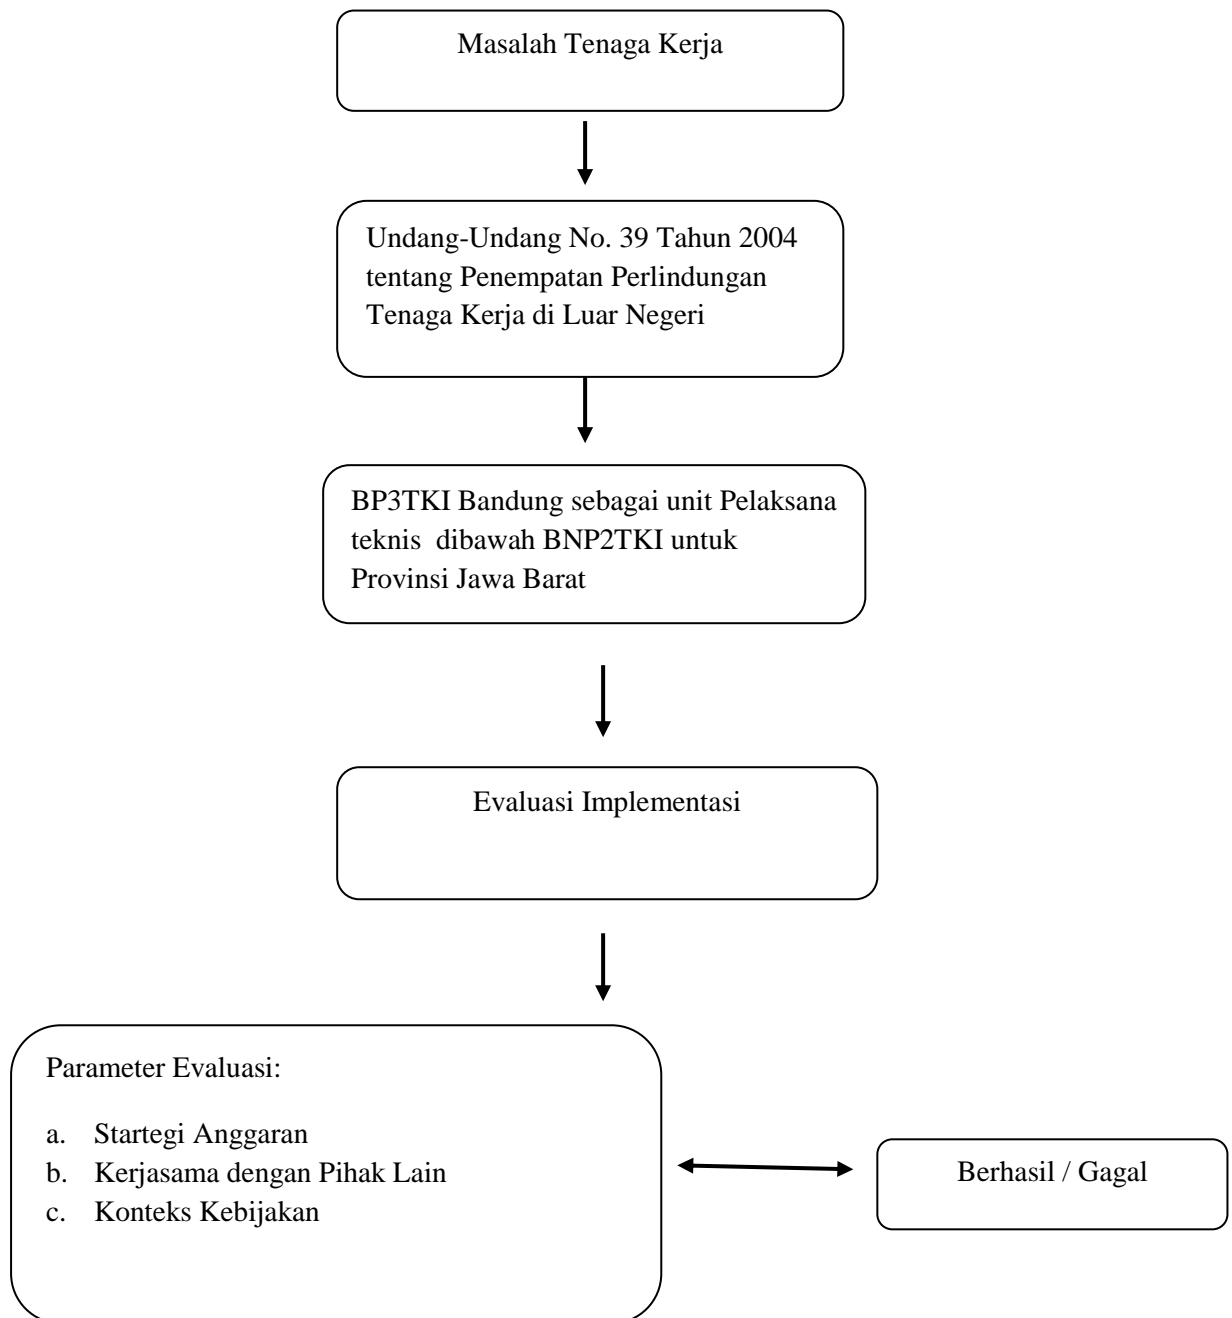 Masalah Tenaga Kerja
Undang-Undang No. 39 Tahun 2004
tentang Penempatan Perlindungan
Tenaga Kerja di Luar Negeri
BP3TKI Bandung sebagai unit Pelaksana
teknis dibawah BNP2TKI untuk
Provinsi Jawa Barat
Evaluasi Implementasi
Parameter Evaluasi:
a. Startegi Anggaran
b. Kerjasama dengan Pihak Lain
c. Konteks Kebijakan
Berhasil / Gagal